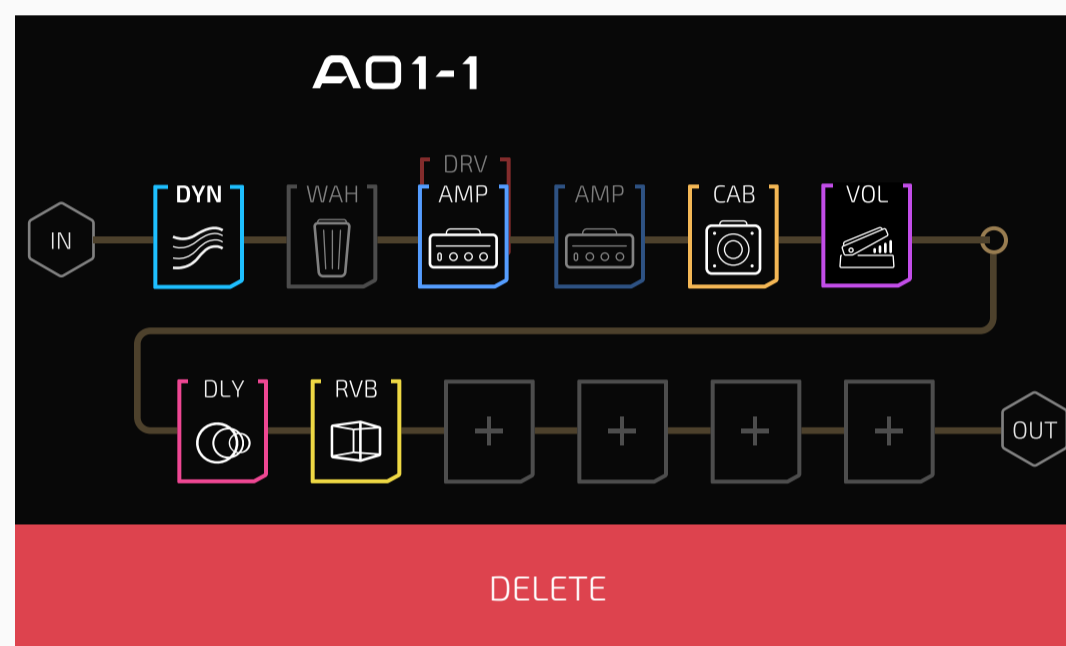 A01-1
DRV
IN DYN WAH AMP AMP CAB VOL
DLY RVB + + + + OUT
DELETE